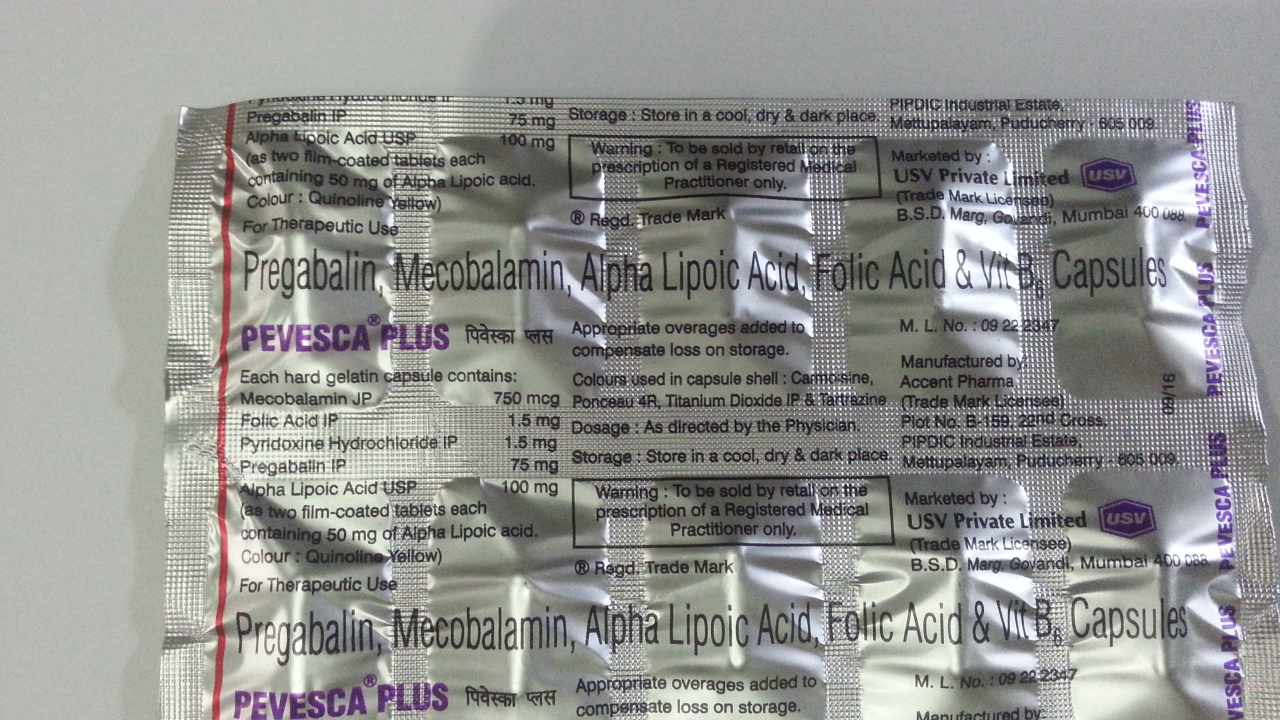 Pregabalin IP 75 mg
Alpha Lipoic Acid USP 100 mg
(as two film-coated tablets each
containing 50 mg of Alpha Lipoic acid.
Colour : Quinoline Yellow)
For Therapeutic Use
Storage : Store in a cool, dry & dark place.
Warning : To be sold by retail on the
prescription of a Registered Medical
Practitioner only.
® Regd. Trade Mark
PIPDIC Industrial Estate,
Mettupalayam, Puducherry - 605 009.
Marketed by :
USV Private Limited
(Trade Mark Licensee)
B.S.D. Marg, Govandi, Mumbai 400 088.
USV
Pregabalin, Mecobalamin, Alpha Lipoic Acid, Folic Acid & Vit B6 Capsules
PEVESCA® PLUS पिवेस्का प्लस
Each hard gelatin capsule contains:
Mecobalamin JP 750 mcg
Folic Acid IP 1.5 mg
Pyridoxine Hydrochloride IP 1.5 mg
Pregabalin IP 75 mg
Alpha Lipoic Acid USP 100 mg
(as two film-coated tablets each
containing 50 mg of Alpha Lipoic acid.
Colour : Quinoline Yellow)
For Therapeutic Use
Appropriate overages added to
compensate loss on storage.
Colours used in capsule shell : Carmoisine,
Ponceau 4R, Titanium Dioxide IP & Tartrazine
Dosage : As directed by the Physician.
Storage : Store in a cool, dry & dark place.
Warning : To be sold by retail on the
prescription of a Registered Medical
Practitioner only.
® Regd. Trade Mark
M. L. No. : 09 22 2347
Manufactured by
Accent Pharma
(Trade Mark Licensee)
Plot No. B-159, 22nd Cross,
PIPDIC Industrial Estate,
Mettupalayam, Puducherry - 605 009.
Marketed by :
USV Private Limited
(Trade Mark Licensee)
B.S.D. Marg, Govandi, Mumbai 400 088.
USV
09/16
Pregabalin, Mecobalamin, Alpha Lipoic Acid, Folic Acid & Vit B6 Capsules
PEVESCA® PLUS पिवेस्का प्लस
Appropriate overages added to
compensate loss on storage.
M. L. No. : 09 22 2347
Manufactured by
PEVESCA PLUS
PEVESCA PLUS
PEVESCA PLUS
PEVESCA PLUS